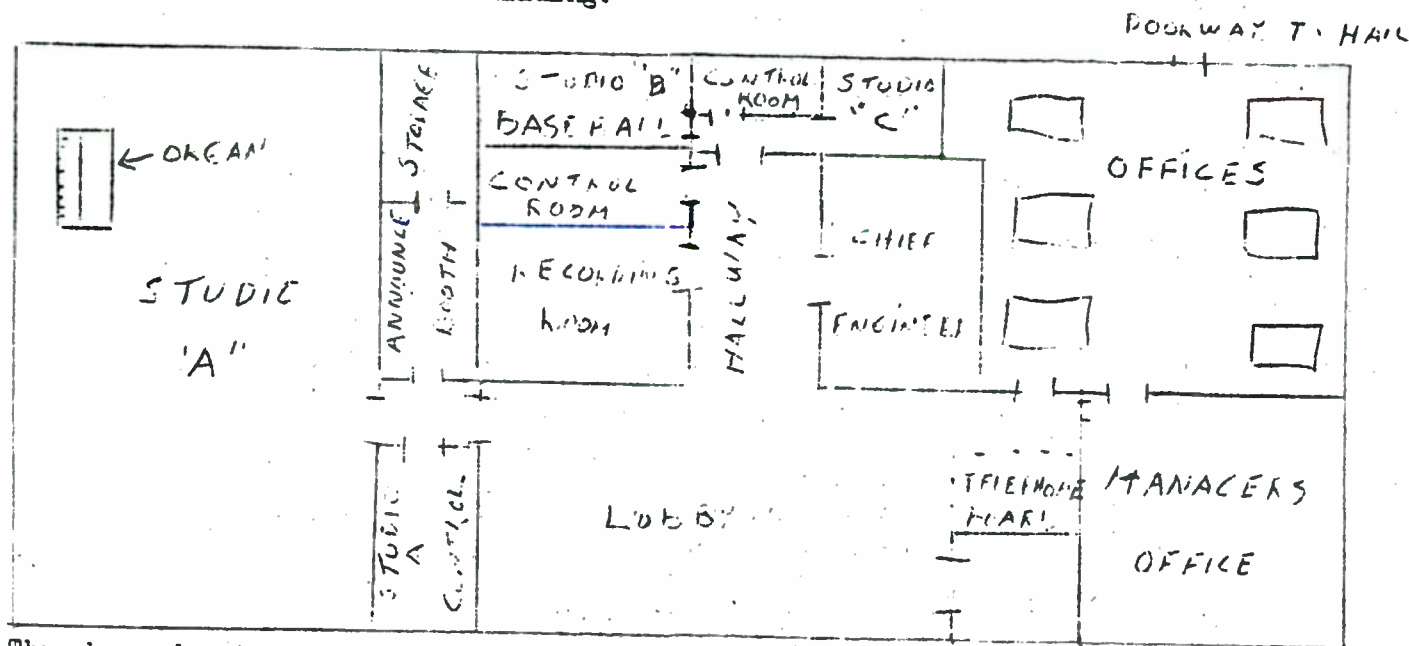 DOORWAY T. HALL
STORAGE
STUDIO "B"
BASEBALL
CONTROL
ROOM
STUDIO
"C"
ORGAN
OFFICES
CONTROL
ROOM
ANNOUNCE
BOOTH
STUDIO
"A"
RECORDING
ROOM
HALLWAY
CHIEF
ENGINEER
STUDIO
A
CONTROL
LOBBY
TELEPHONE
MANAGERS
OFFICE